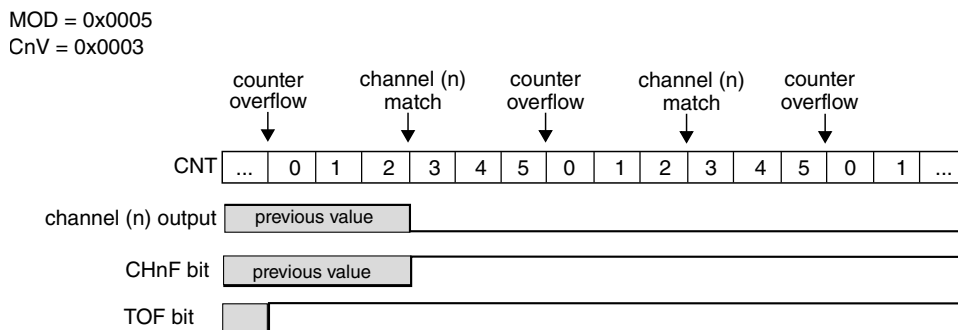 MOD = 0x0005
CnV = 0x0003
counter overflow
channel (n) match
counter overflow
channel (n) match
counter overflow
CNT ... 0 1 2 3 4 5 0 1 2 3 4 5 0 1 ...
channel (n) output previous value
CHnF bit previous value
TOF bit